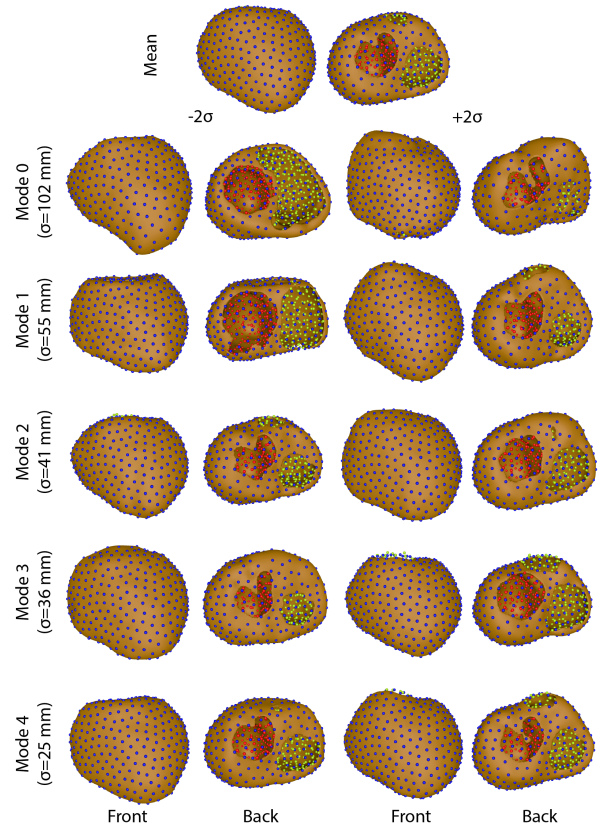 Mean
-2σ
+2σ
Mode 0
(σ=102 mm)
Mode 1
(σ=55 mm)
Mode 2
(σ=41 mm)
Mode 3
(σ=36 mm)
Mode 4
(σ=25 mm)
Front
Back
Front
Back